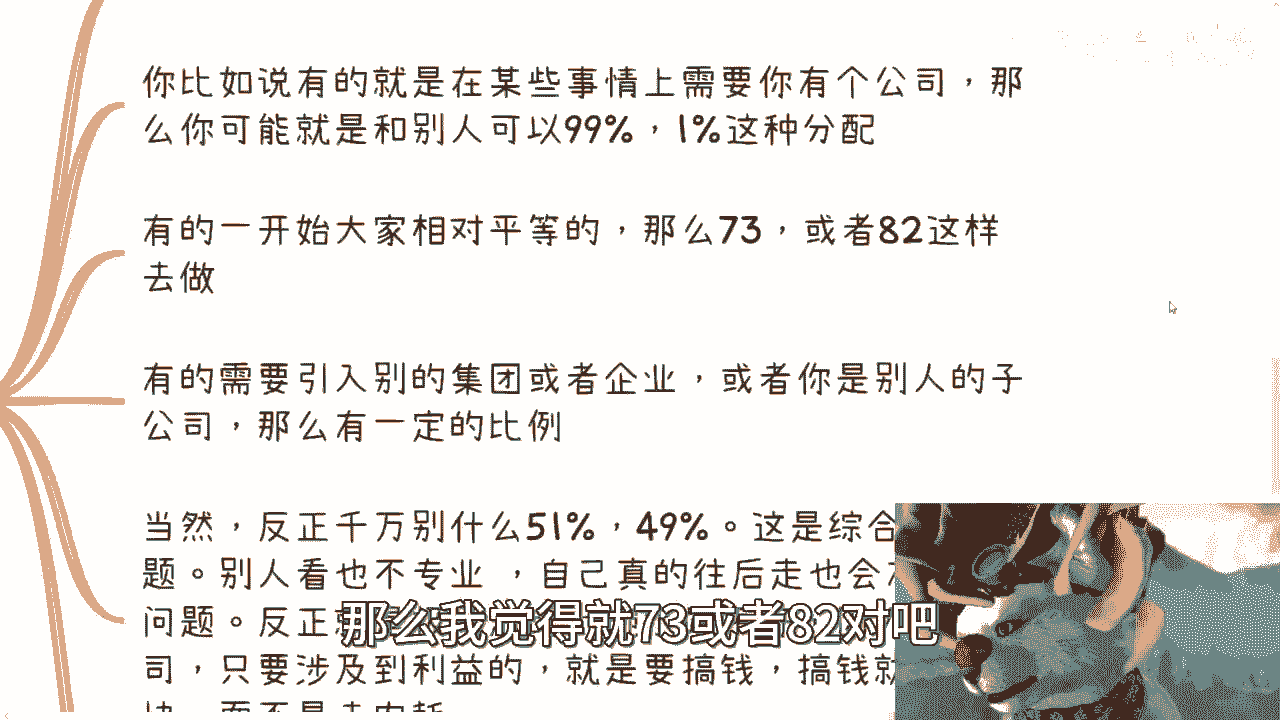 你比如说有的就是在某些事情上需要你有个公司，那
么你可能就是和别人可以99%，1%这种分配
有的一开始大家相对平等的，那么73，或者82这样
去做
有的需要引入别的集团或者企业，或者你是别人的子
公司，那么有一定的比例
当然，反正千万别什么51%，49%。这是综合
题。别人看也不专业 ，自己真的往后走也会
问题。反正
那么我觉得就73或者82对吧
司，只要涉及到利益的，就是要搞钱，搞钱就